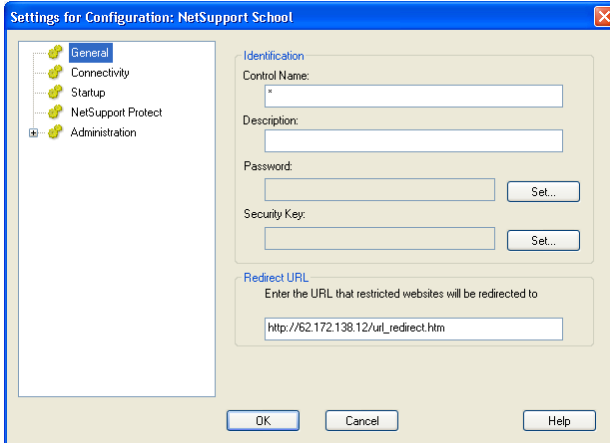 Settings for Configuration: NetSupport School
General
Connectivity
Startup
NetSupport Protect
Administration
Identification
Control Name:
*
Description:
Password:
Set...
Security Key:
Set...
Redirect URL
Enter the URL that restricted websites will be redirected to
http://62.172.138.12/url_redirect.htm
OK Cancel Help